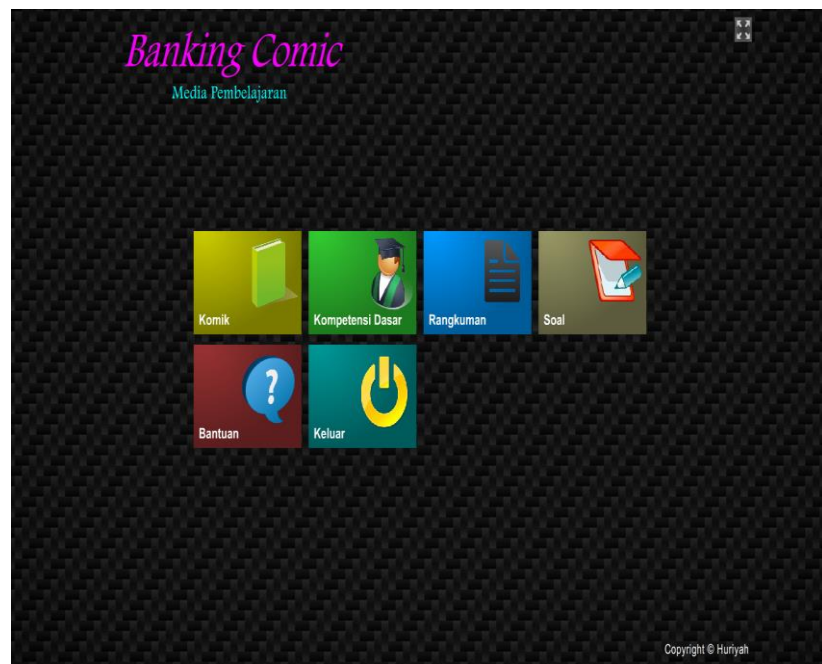 Banking Comic
Media Pembelajaran
Komik
Kompetensi Dasar
Rangkuman
Soal
Bantuan
Keluar
Copyright © Huriyah